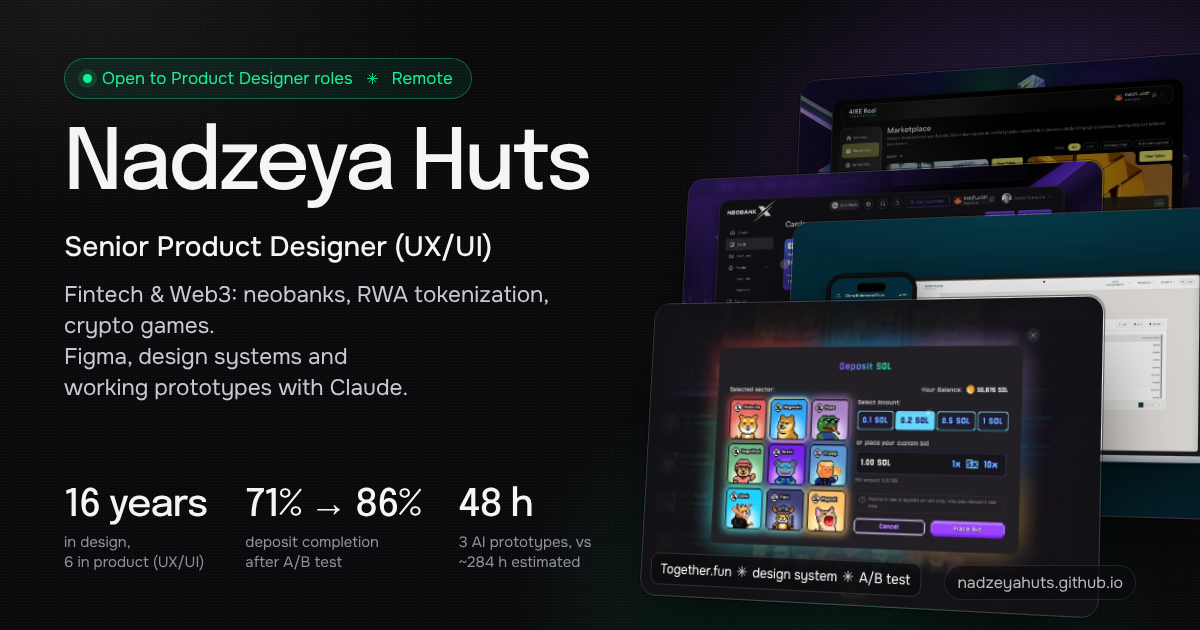 Open to Product Designer roles ✳ Remote
Nadzeya Huts
Senior Product Designer (UX/UI)
Fintech & Web3: neobanks, RWA tokenization,
crypto games.
Figma, design systems and
working prototypes with Claude.
16 years
in design,
6 in product (UX/UI)
71% → 86%
deposit completion
after A/B test
48 h
3 AI prototypes, vs
~284 h estimated
4IRE Real
Marketplace
NEOBANK X
Cards
Deposit SOL
Selected sector:
Your Balance:
Select Amount:
0.1 SOL
0.2 SOL
0.5 SOL
1 SOL
or place your custom bid
1.00 SOL
1x
5x
10x
Cancel
Place Bid
Together.fun ✳ design system ✳ A/B test
nadzeyahuts.github.io